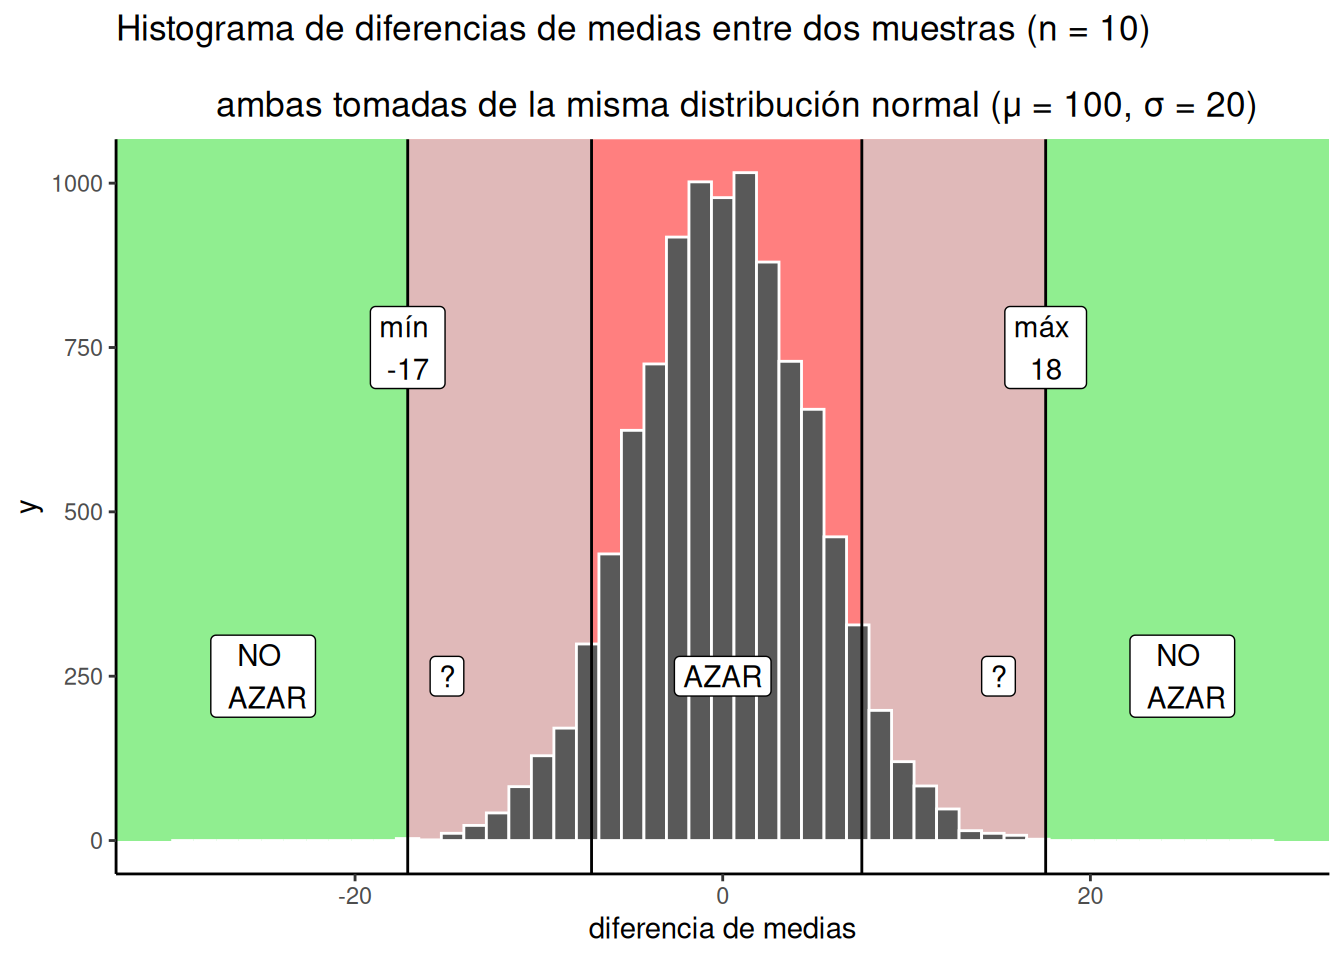 Histograma de diferencias de medias entre dos muestras (n = 10)
ambas tomadas de la misma distribución normal (μ = 100, σ = 20)
1000
750
500
250
0
y
mín
-17
máx
18
NO
AZAR
?
AZAR
?
NO
AZAR
-20
0
20
diferencia de medias